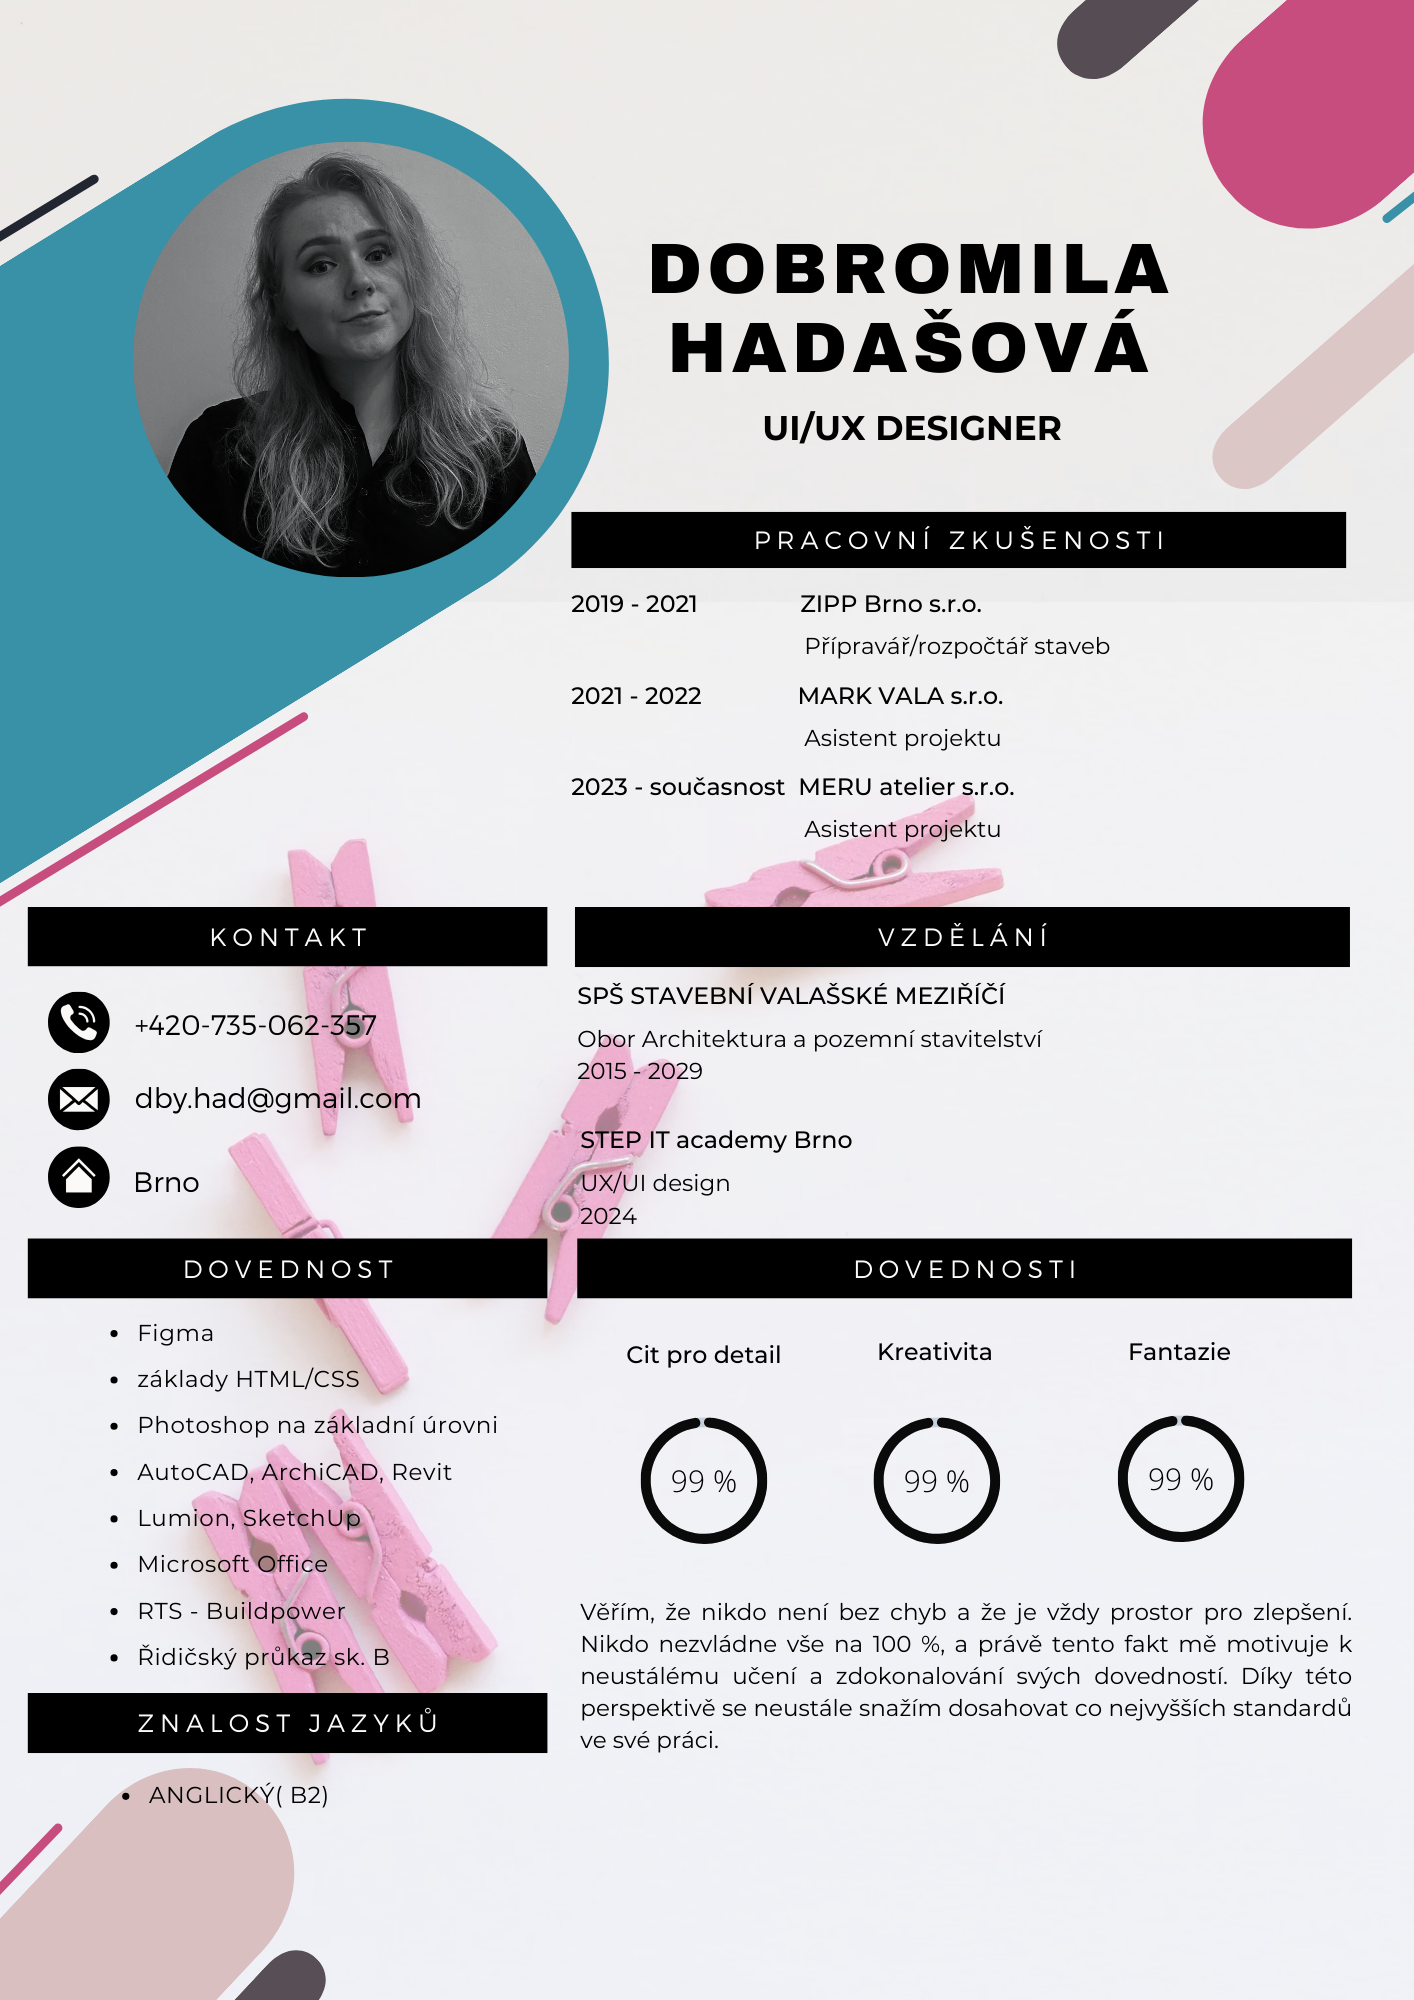 DOBROMILA
HADAŠOVÁ
UI/UX DESIGNER
PRACOVNÍ ZKUŠENOSTI
2019 - 2021 ZIPP Brno s.r.o.
Přípravář/rozpočtář staveb
2021 - 2022 MARK VALA s.r.o.
Asistent projektu
2023 - současnost MERU atelier s.r.o.
Asistent projektu
KONTAKT
+420-735-062-357
dby.had@gmail.com
Brno
VZDĚLÁNÍ
SPŠ STAVEBNÍ VALAŠSKÉ MEZIŘÍČÍ
Obor Architektura a pozemní stavitelství
2015 - 2029
STEP IT academy Brno
UX/UI design
2024
DOVEDNOST
• Figma
• základy HTML/CSS
• Photoshop na základní úrovni
• AutoCAD, ArchiCAD, Revit
• Lumion, SketchUp
• Microsoft Office
• RTS - Buildpower
• Řidičský průkaz sk. B
ZNALOST JAZYKŮ
• ANGLICKÝ( B2)
DOVEDNOSTI
Cit pro detail Kreativita Fantazie
99 % 99 % 99 %
Věřím, že nikdo není bez chyb a že je vždy prostor pro zlepšení.
Nikdo nezvládne vše na 100 %, a právě tento fakt mě motivuje k
neustálému učení a zdokonalování svých dovedností. Díky této
perspektivě se neustále snažím dosahovat co nejvyšších standardů
ve své práci.